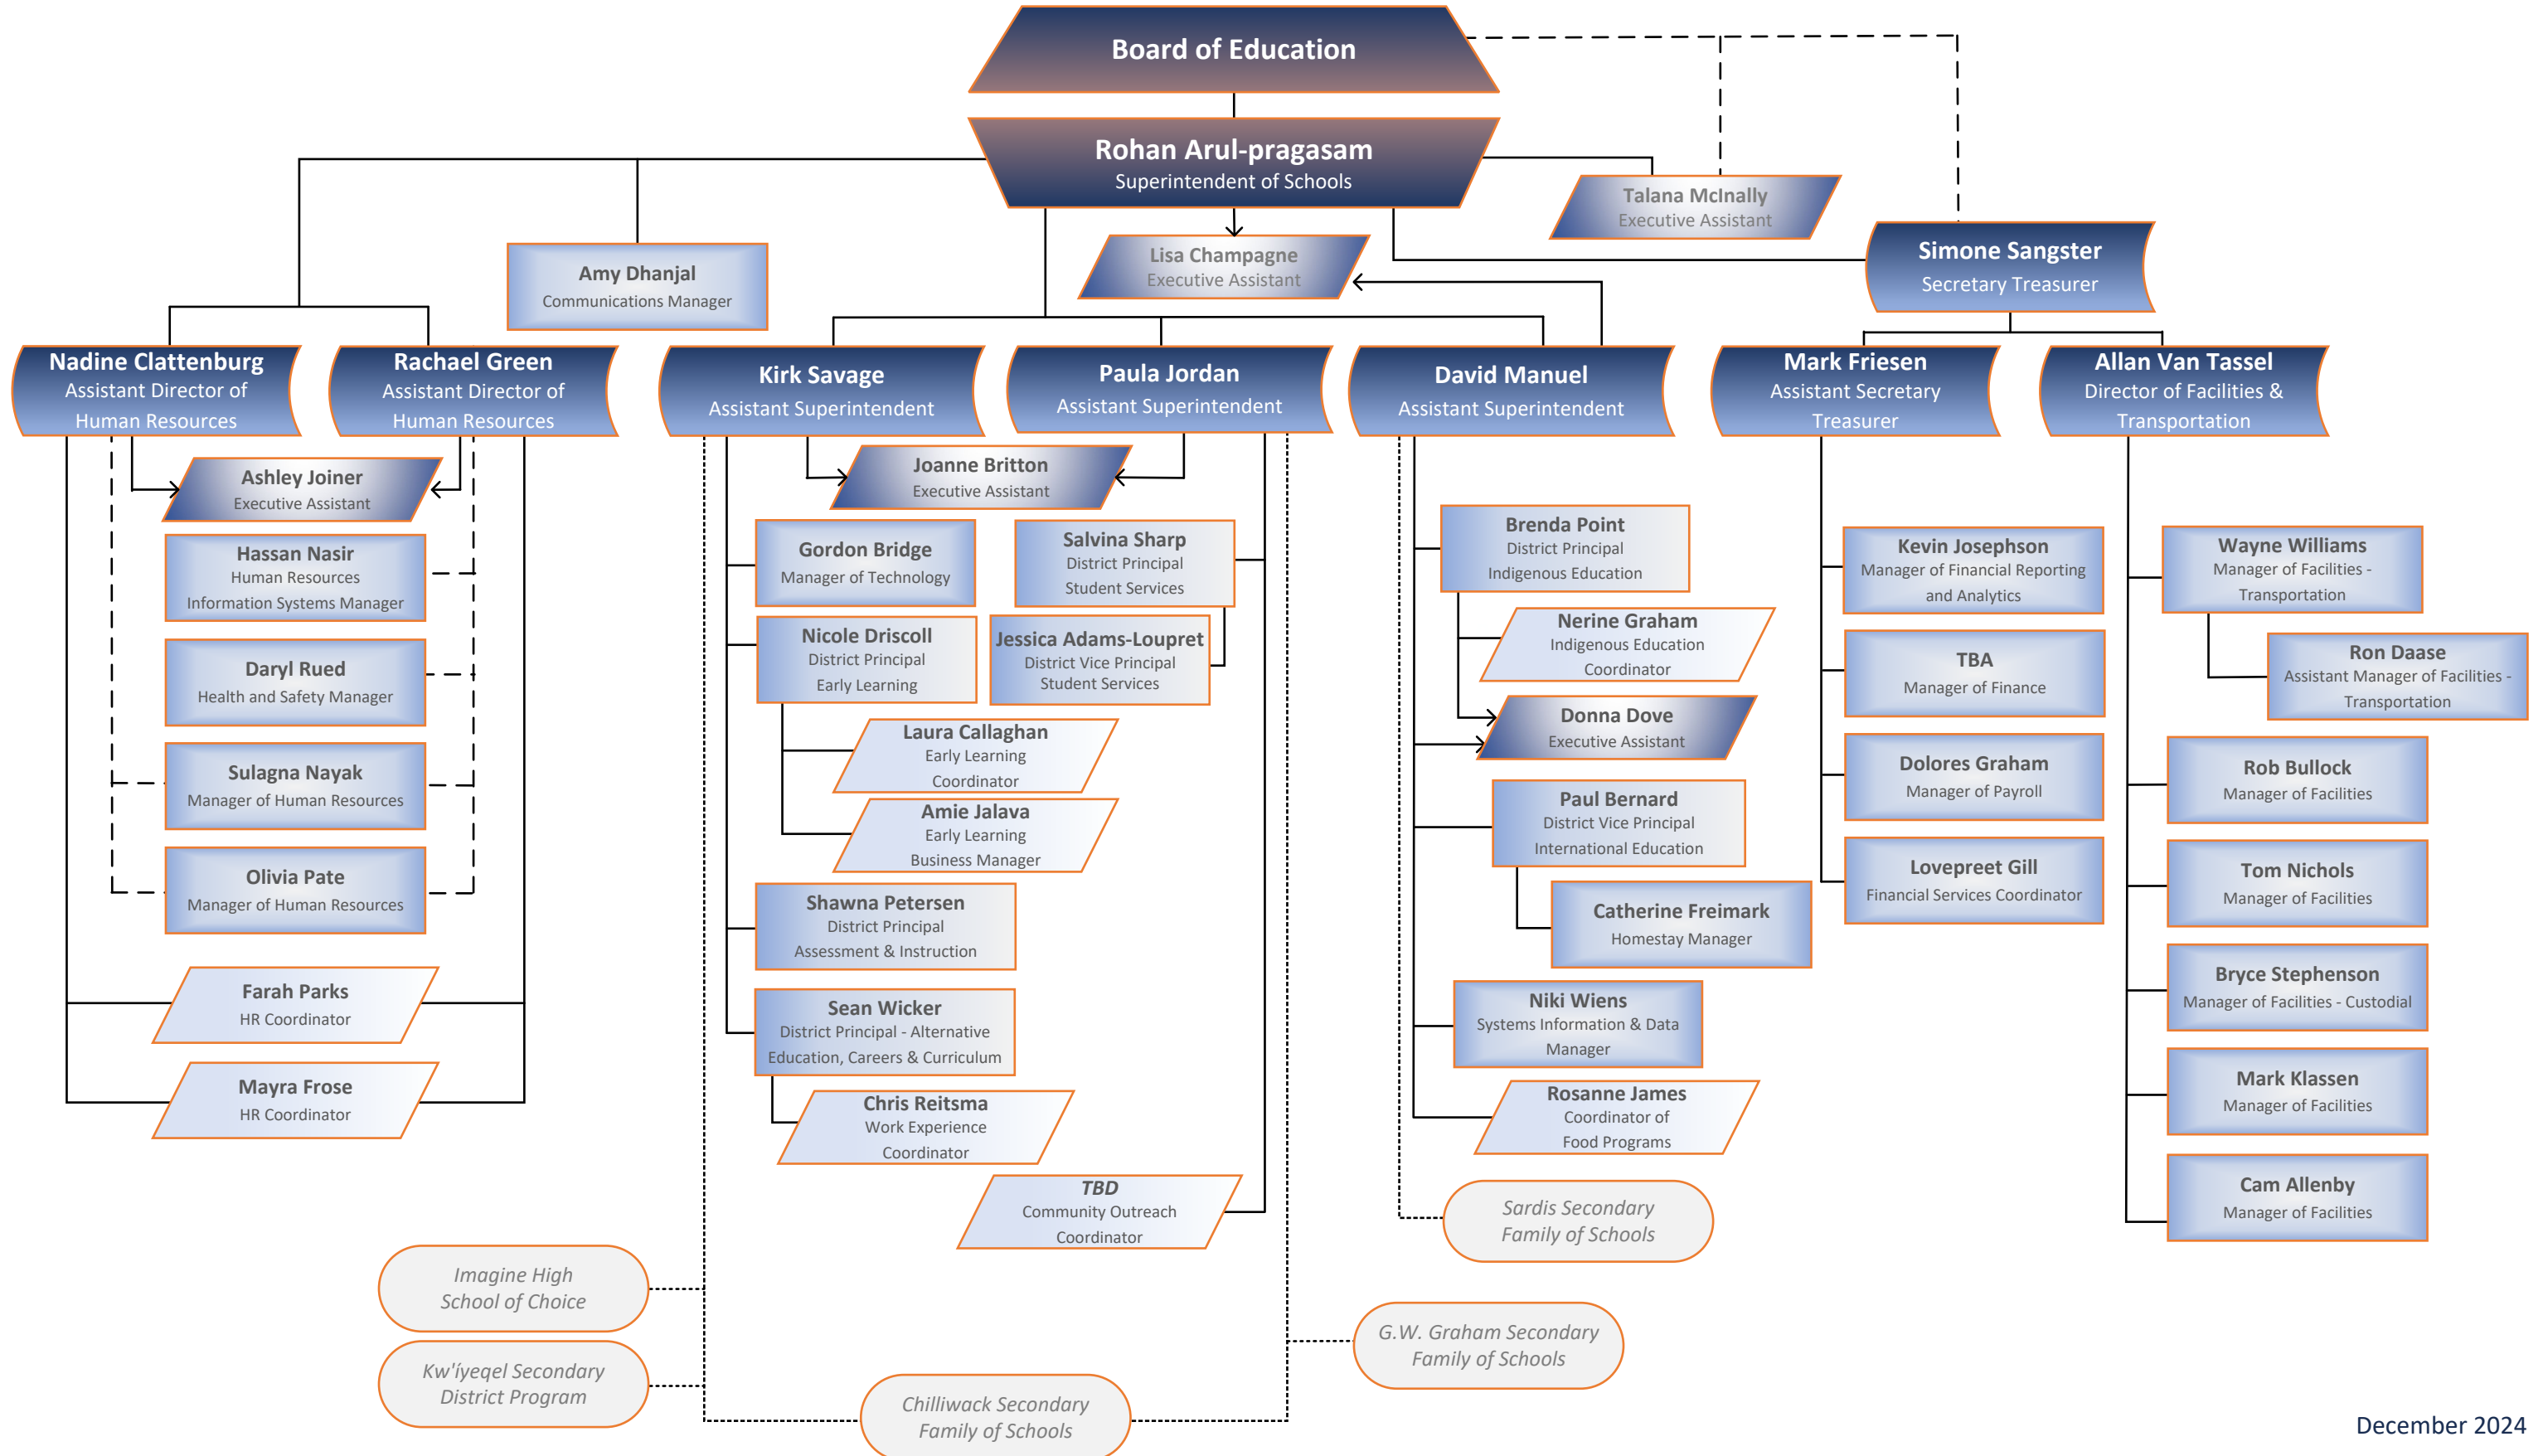 Board of Education
Rohan Arul-pragasam
Superintendent of Schools
Talana McInally
Executive Assistant
Lisa Champagne
Executive Assistant
Simone Sangster
Secretary Treasurer
Amy Dhanjal
Communications Manager
Nadine Clattenburg
Assistant Director of
Human Resources
Rachael Green
Assistant Director of
Human Resources
Kirk Savage
Assistant Superintendent
Paula Jordan
Assistant Superintendent
David Manuel
Assistant Superintendent
Mark Friesen
Assistant Secretary
Treasurer
Allan Van Tassel
Director of Facilities &
Transportation
Ashley Joiner
Executive Assistant
Hassan Nasir
Human Resources
Information Systems Manager
Daryl Rued
Health and Safety Manager
Sulagna Nayak
Manager of Human Resources
Olivia Pate
Manager of Human Resources
Farah Parks
HR Coordinator
Mayra Frose
HR Coordinator
Joanne Britton
Executive Assistant
Gordon Bridge
Manager of Technology
Nicole Driscoll
District Principal
Early Learning
Laura Callaghan
Early Learning
Coordinator
Amie Jalava
Early Learning
Business Manager
Shawna Petersen
District Principal
Assessment & Instruction
Sean Wicker
District Principal - Alternative
Education, Careers & Curriculum
Chris Reitsma
Work Experience
Coordinator
Salvina Sharp
District Principal
Student Services
Jessica Adams-Loupret
District Vice Principal
Student Services
TBD
Community Outreach
Coordinator
Brenda Point
District Principal
Indigenous Education
Nerine Graham
Indigenous Education
Coordinator
Donna Dove
Executive Assistant
Paul Bernard
District Vice Principal
International Education
Catherine Freimark
Homestay Manager
Niki Wiens
Systems Information & Data
Manager
Rosanne James
Coordinator of
Food Programs
Kevin Josephson
Manager of Financial Reporting
and Analytics
TBA
Manager of Finance
Dolores Graham
Manager of Payroll
Lovepreet Gill
Financial Services Coordinator
Wayne Williams
Manager of Facilities -
Transportation
Ron Daase
Assistant Manager of Facilities -
Transportation
Rob Bullock
Manager of Facilities
Tom Nichols
Manager of Facilities
Bryce Stephenson
Manager of Facilities - Custodial
Mark Klassen
Manager of Facilities
Cam Allenby
Manager of Facilities
Sardis Secondary
Family of Schools
Imagine High
School of Choice
Kw'íyeqel Secondary
District Program
Chilliwack Secondary
Family of Schools
G.W. Graham Secondary
Family of Schools
December 2024